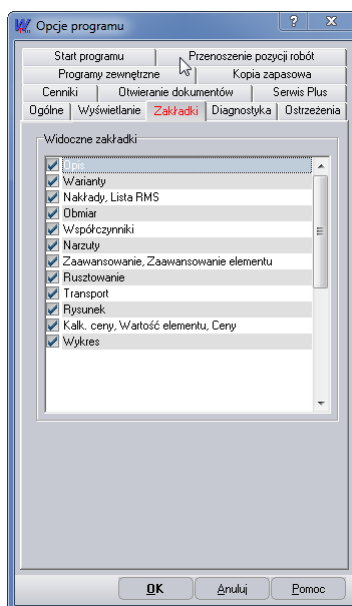 Opcje programu
Start programu Przenoszenie pozycji robót
Programy zewnętrzne Kopia zapasowa
Cenniki Otwieranie dokumentów Serwis Plus
Ogólne Wyświetlanie Zakładki Diagnostyka Ostrzeżenia
Widoczne zakładki
Opis
Warianty
Nakłady, Lista RMS
Obmiar
Współczynniki
Narzuty
Zaawansowanie, Zaawansowanie elementu
Rusztowanie
Transport
Rysunek
Kalk. ceny, Wartość elementu, Ceny
Wykres
OK Anuluj Pomoc